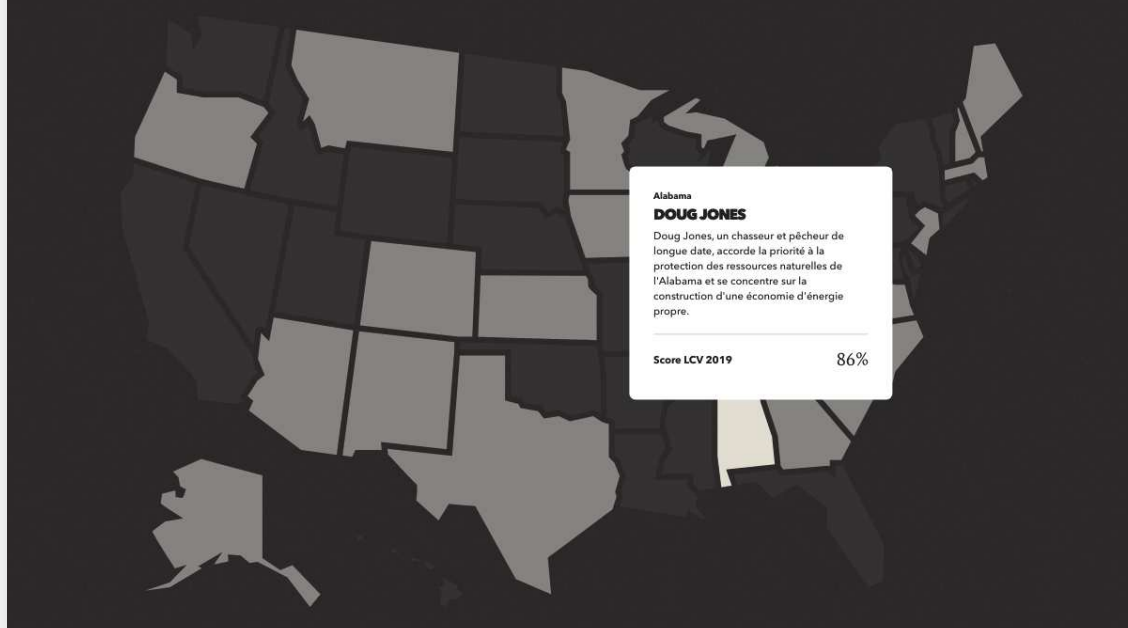 Alabama
DOUG JONES
Doug Jones, un chasseur et pêcheur de
longue date, accorde la priorité à la
protection des ressources naturelles de
l'Alabama et se concentre sur la
construction d'une économie d'énergie
propre.
Score LCV 2019 86%